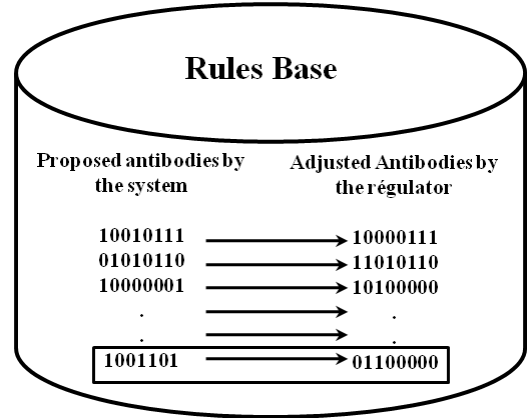 Rules Base
Proposed antibodies by
the system
Adjusted Antibodies by
the régulator
10010111 10000111
01010110 11010110
10000001 10100000
. .
. .
1001101 01100000